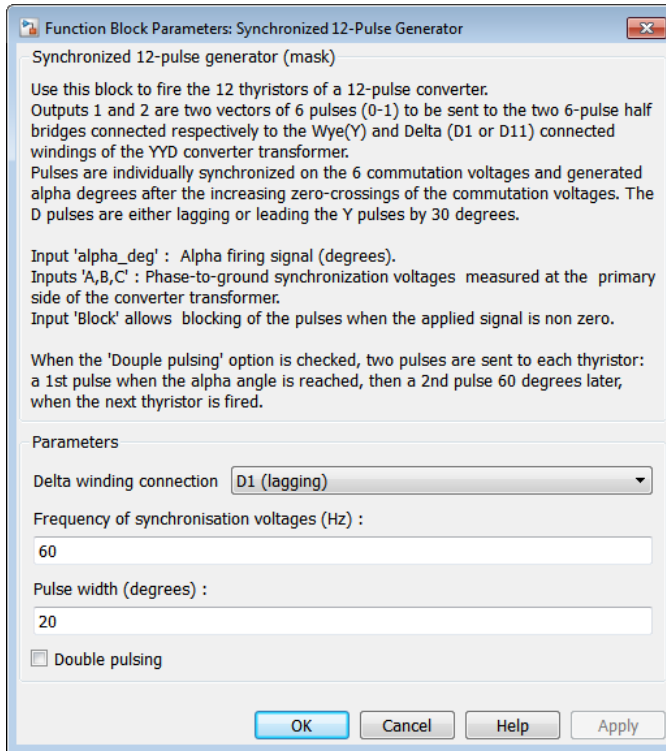 Function Block Parameters: Synchronized 12-Pulse Generator
Synchronized 12-pulse generator (mask)
Use this block to fire the 12 thyristors of a 12-pulse converter.
Outputs 1 and 2 are two vectors of 6 pulses (0-1) to be sent to the two 6-pulse half
bridges connected respectively to the Wye(Y) and Delta (D1 or D11) connected
windings of the YYD converter transformer.
Pulses are individually synchronized on the 6 commutation voltages and generated
alpha degrees after the increasing zero-crossings of the commutation voltages. The
D pulses are either lagging or leading the Y pulses by 30 degrees.
Input 'alpha_deg' : Alpha firing signal (degrees).
Inputs 'A,B,C' : Phase-to-ground synchronization voltages measured at the primary
side of the converter transformer.
Input 'Block' allows blocking of the pulses when the applied signal is non zero.
When the 'Douple pulsing' option is checked, two pulses are sent to each thyristor:
a 1st pulse when the alpha angle is reached, then a 2nd pulse 60 degrees later,
when the next thyristor is fired.
Parameters
Delta winding connection D1 (lagging)
Frequency of synchronisation voltages (Hz) :
60
Pulse width (degrees) :
20
Double pulsing
OK Cancel Help Apply